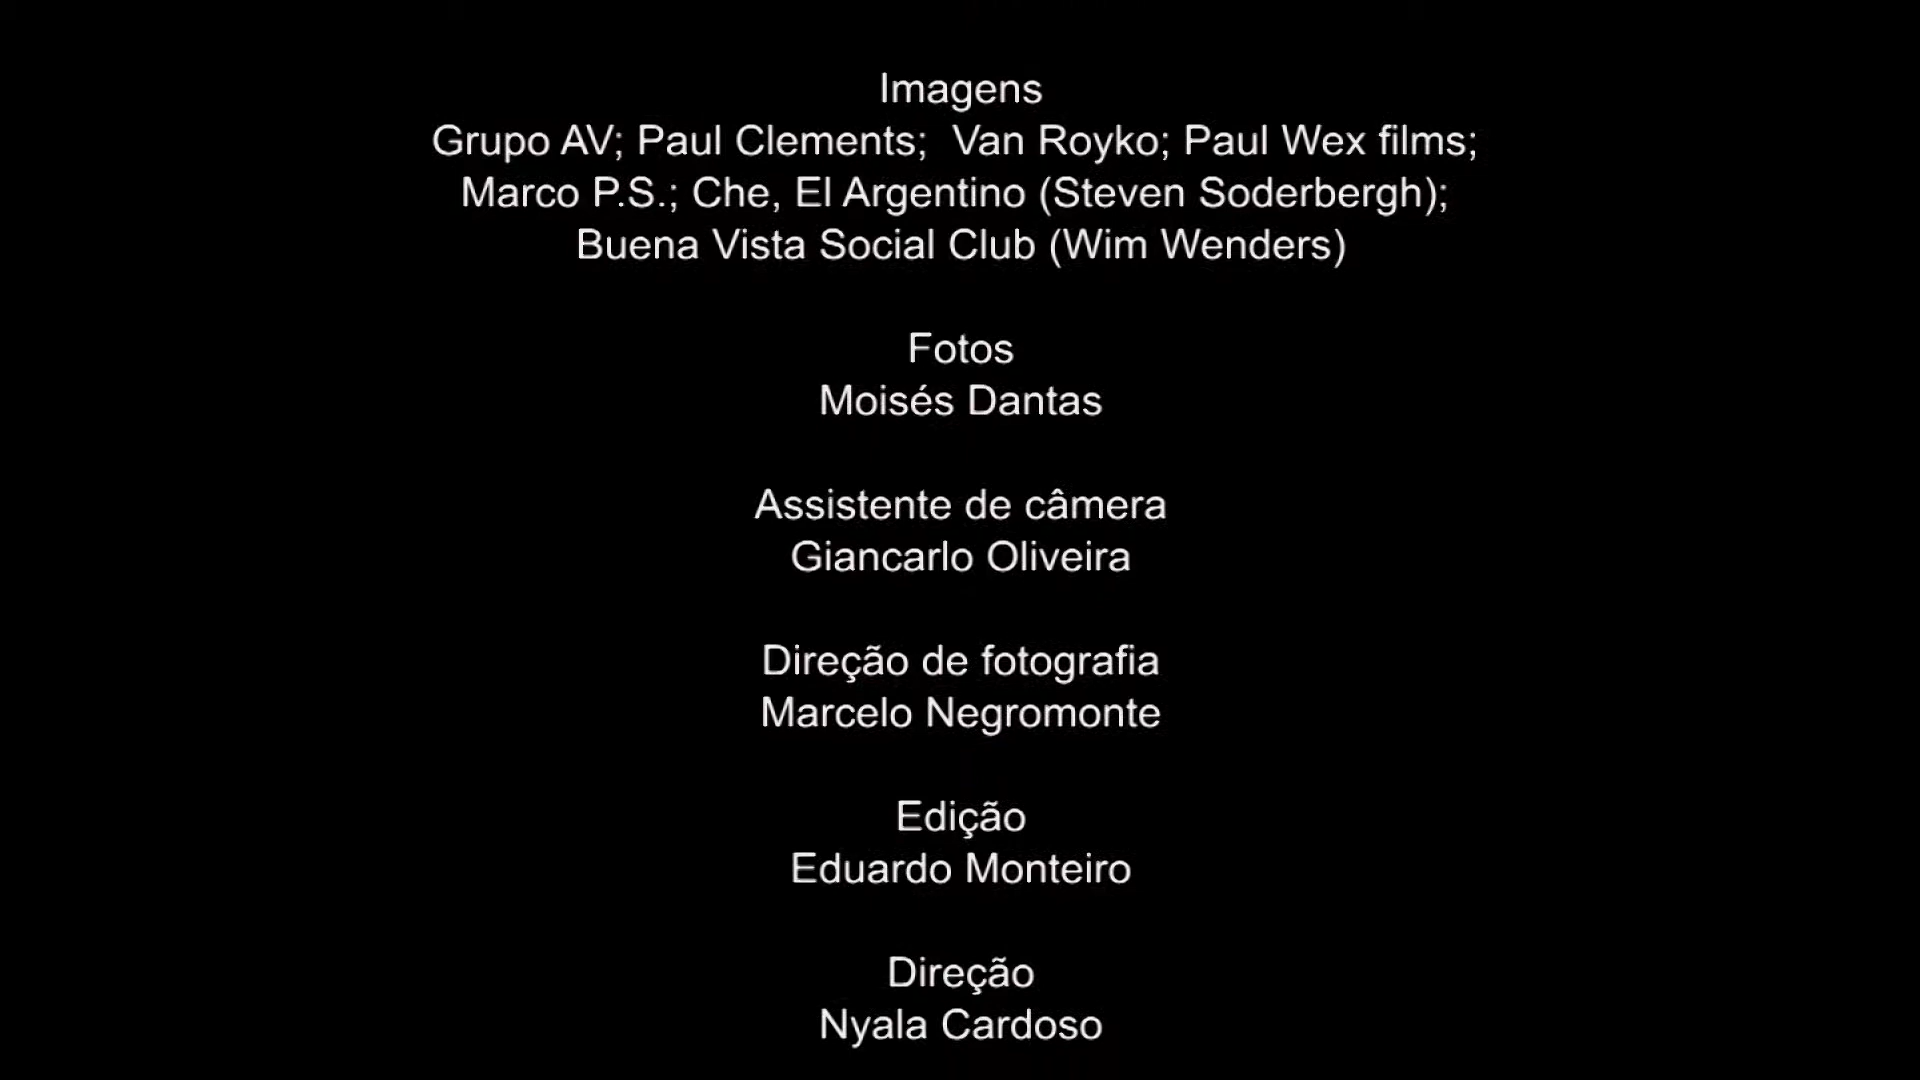 Imagens
Grupo AV; Paul Clements;  Van Royko; Paul Wex films;
Marco P.S.; Che, El Argentino (Steven Soderbergh);
Buena Vista Social Club (Wim Wenders)
Fotos
Moisés Dantas
Assistente de câmera
Giancarlo Oliveira
Direção de fotografia
Marcelo Negromonte
Edição
Eduardo Monteiro
Direção
Nyala Cardoso